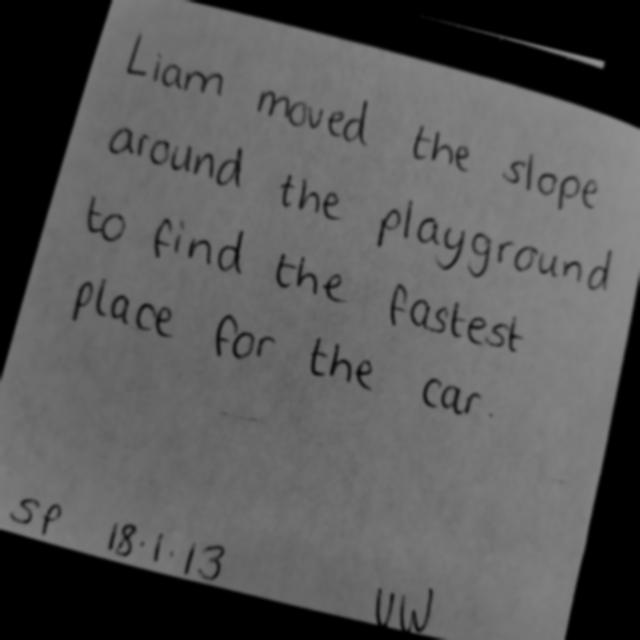 Liam moved the slope
around the playground
to find the fastest
place for the car.
SP 18.1.13 UW